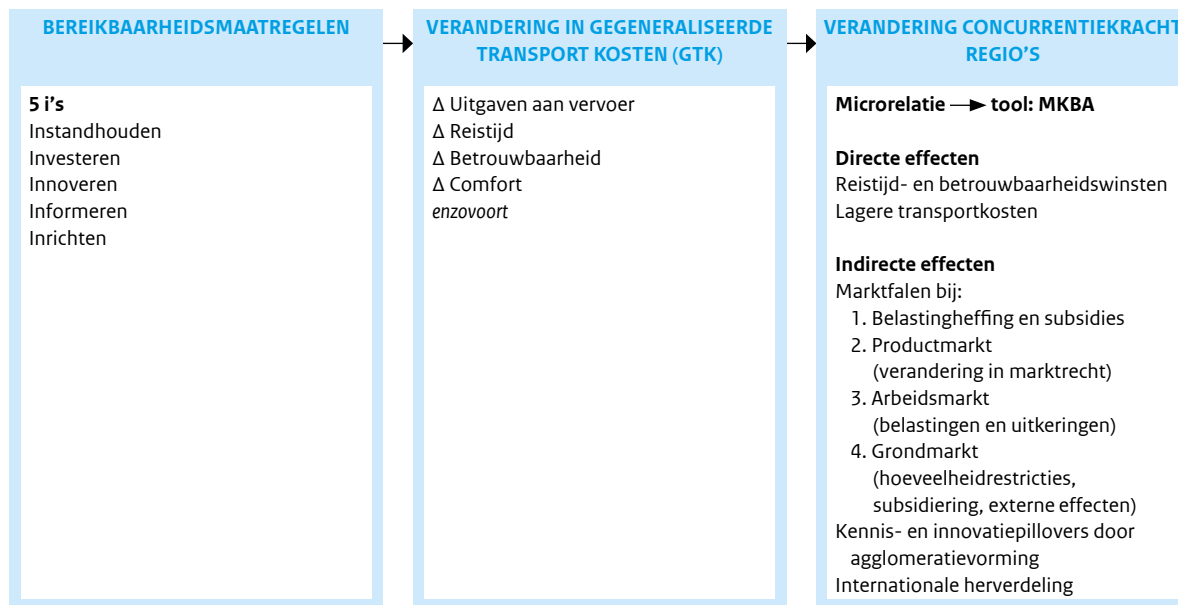 BEREIKBAARHEIDSMAATREGELEN
5 i's
Instandhouden
Investeren
Innoveren
Informeren
Inrichten
VERANDERING IN GEGENERALISEERDE
TRANSPORT KOSTEN (GTK)
Δ Uitgaven aan vervoer
Δ Reistijd
Δ Betrouwbaarheid
Δ Comfort
enzovoort
VERANDERING CONCURRENTIEKRACHT
REGIO'S
Microrelatie → tool: MKBA
Directe effecten
Reistijd- en betrouwbaarheidswinsten
Lagere transportkosten
Indirecte effecten
Marktfalen bij:
1. Belastingheffing en subsidies
2. Productmarkt
(verandering in marktrecht)
3. Arbeidsmarkt
(belastingen en uitkeringen)
4. Grondmarkt
(hoeveelheidrestricties,
subsidiering, externe effecten)
Kennis- en innovatiepillovers door
agglomeratievorming
Internationale herverdeling